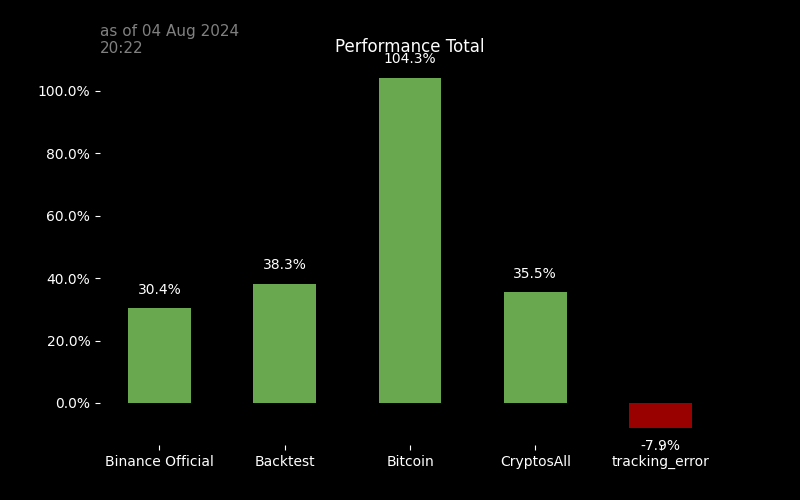 as of 04 Aug 2024
20:22
Performance Total
104.3%
100.0%
80.0%
60.0%
40.0%
20.0%
0.0%
30.4%
38.3%
35.5%
-7.9%
Binance Official
Backtest
Bitcoin
CryptosAll
tracking_error